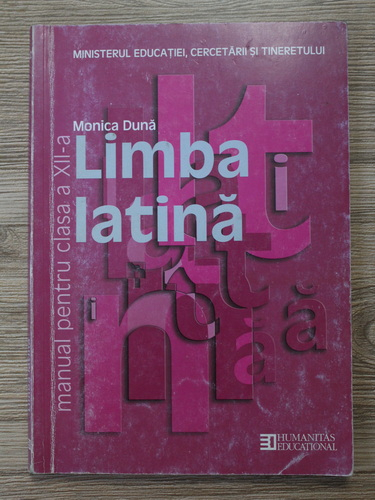 MINISTERUL EDUCAȚIEI, CERCETĂRII ȘI TINERETULUI
Monica Dună
Limba
latină
manual pentru clasa a XII-a
HUMANITAS
EDUCATIONAL